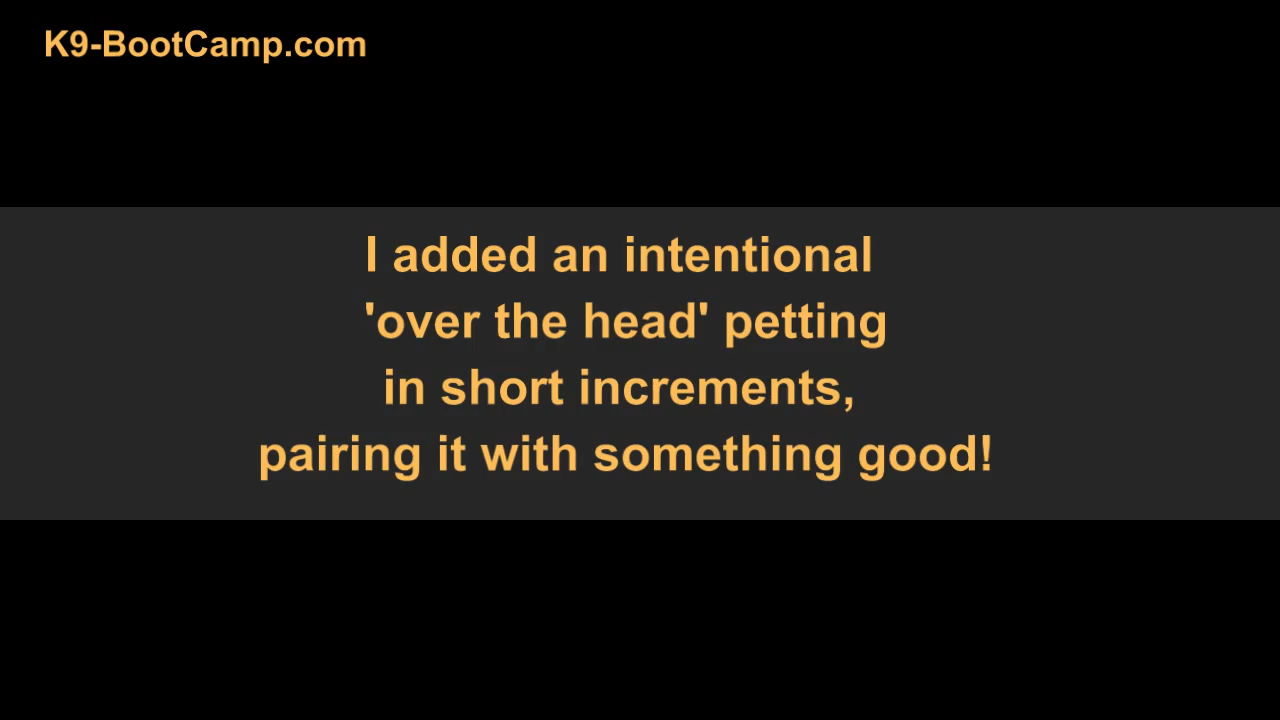 K9-BootCamp.com
I added an intentional
'over the head' petting
in short increments,
pairing it with something good!